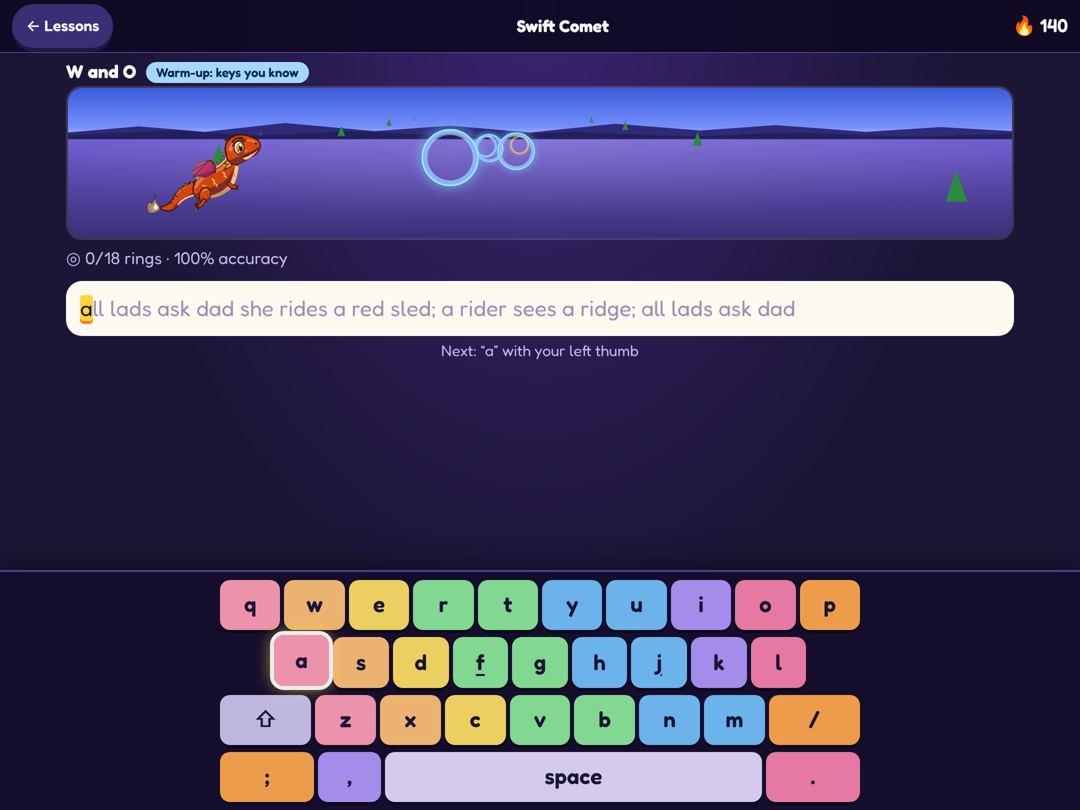 ← Lessons
Swift Comet
🔥 140
W and O
Warm-up: keys you know
◎ 0/18 rings · 100% accuracy
all lads ask dad she rides a red sled; a rider sees a ridge; all lads ask dad
Next: “a” with your left thumb
q w e r t y u i o p
a s d f g h j k l
⇧ z x c v b n m /
; , space .